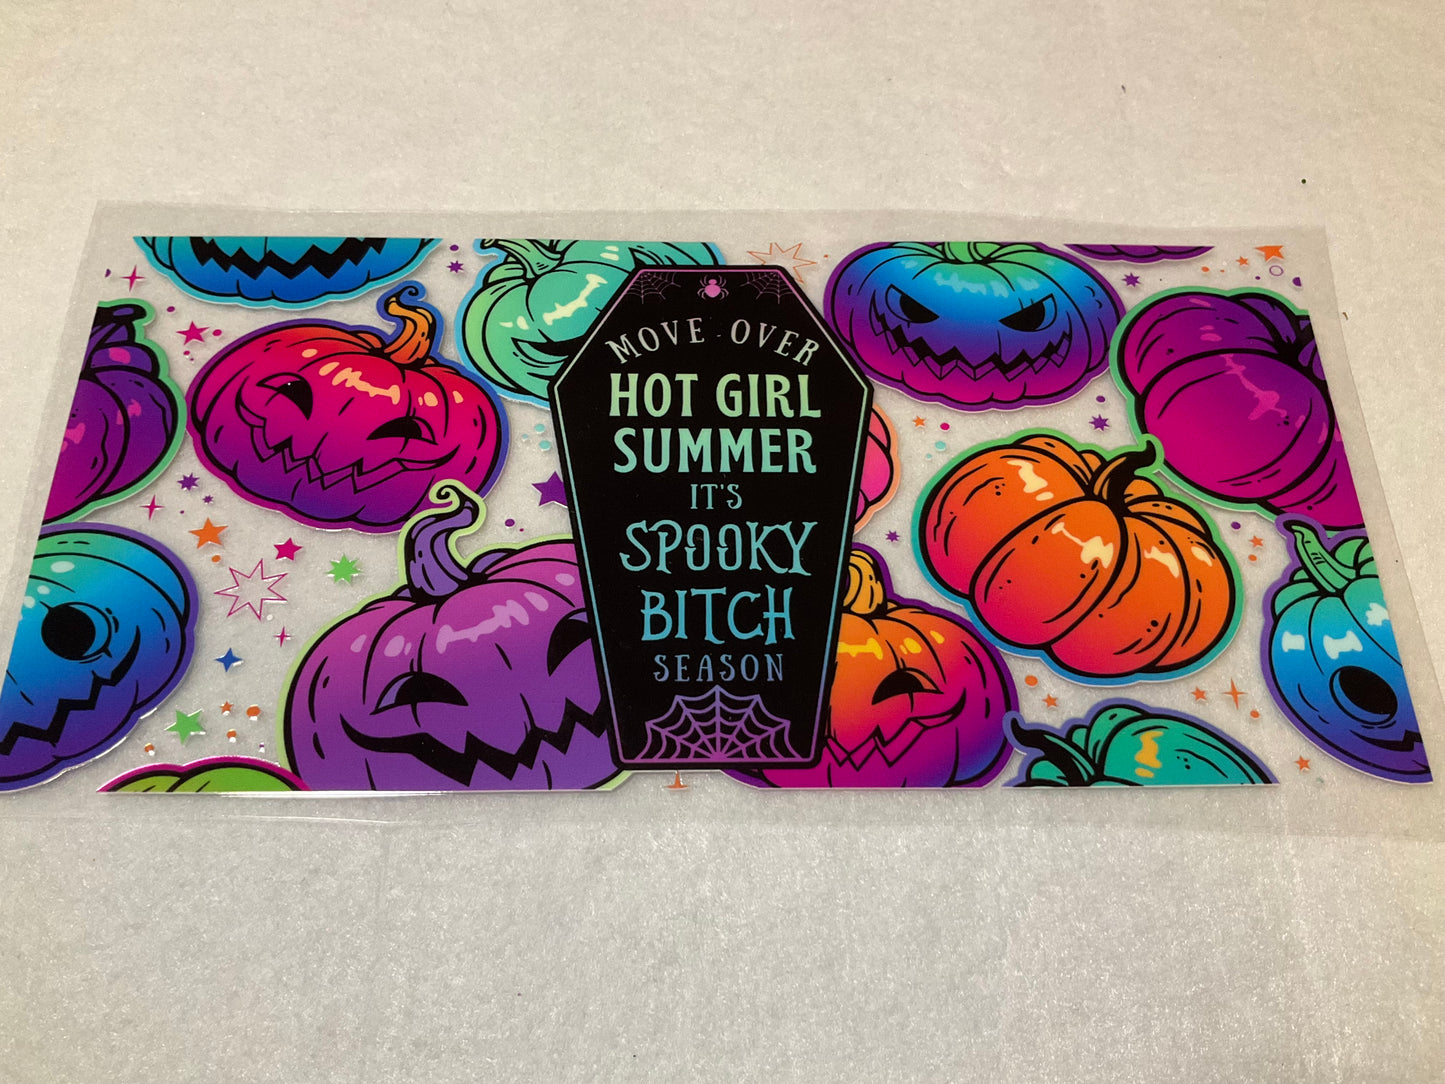 MOVE OVER
HOT GIRL
SUMMER
IT'S
SPOOKY
BITCH
SEASON